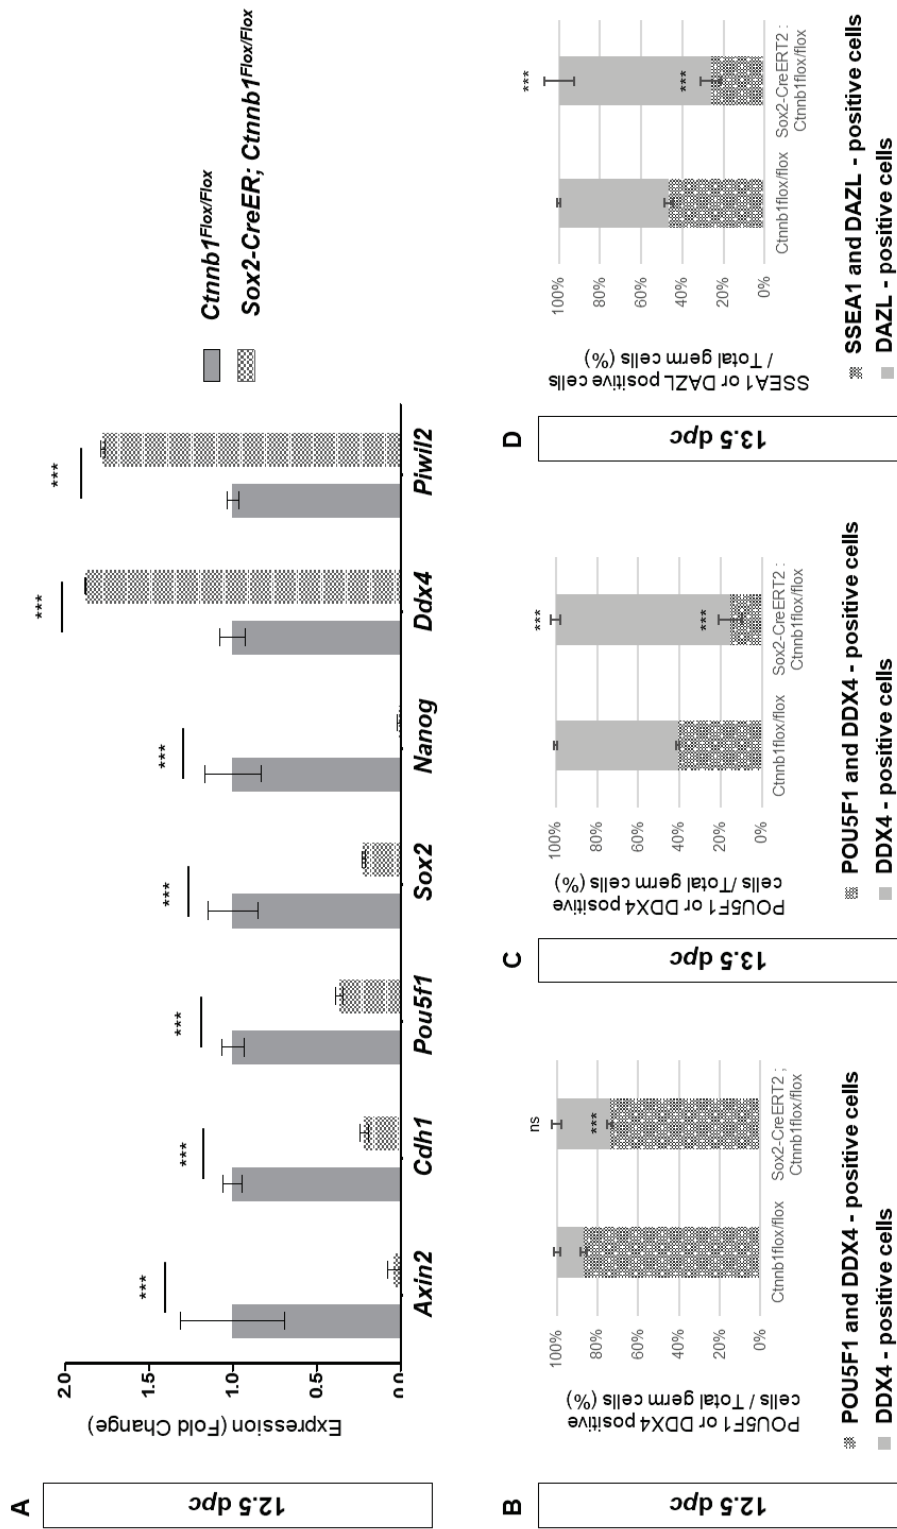 A
12.5 dpc
Expression (Fold Change)
2.0
1.5
1.0
0.5
0.0
***
***
***
***
***
***
***
Axin2
Cdh1
Pou5f1
Sox2
Nanog
Ddx4
Piwil2
Ctnnb1Flox/Flox
Sox2-CreER; Ctnnb1Flox/Flox
B
12.5 dpc
POU5F1 or DDX4 positive
cells / Total germ cells (%)
100%
80%
60%
40%
20%
0%
ns
***
Ctnnb1flox/flox
Sox2-CreERT2 ;
Ctnnb1flox/flox
POU5F1 and DDX4 - positive cells
DDX4 - positive cells
C
13.5 dpc
POU5F1 or DDX4 positive
cells / Total germ cells (%)
100%
80%
60%
40%
20%
0%
***
***
Ctnnb1flox/flox
Sox2-CreERT2 :
Ctnnb1flox/flox
POU5F1 and DDX4 - positive cells
DDX4 - positive cells
D
13.5 dpc
SSEA1 or DAZL positive cells
/ Total germ cells (%)
100%
80%
60%
40%
20%
0%
***
***
Ctnnb1flox/flox
Sox2-CreERT2 :
Ctnnb1flox/flox
SSEA1 and DAZL - positive cells
DAZL - positive cells